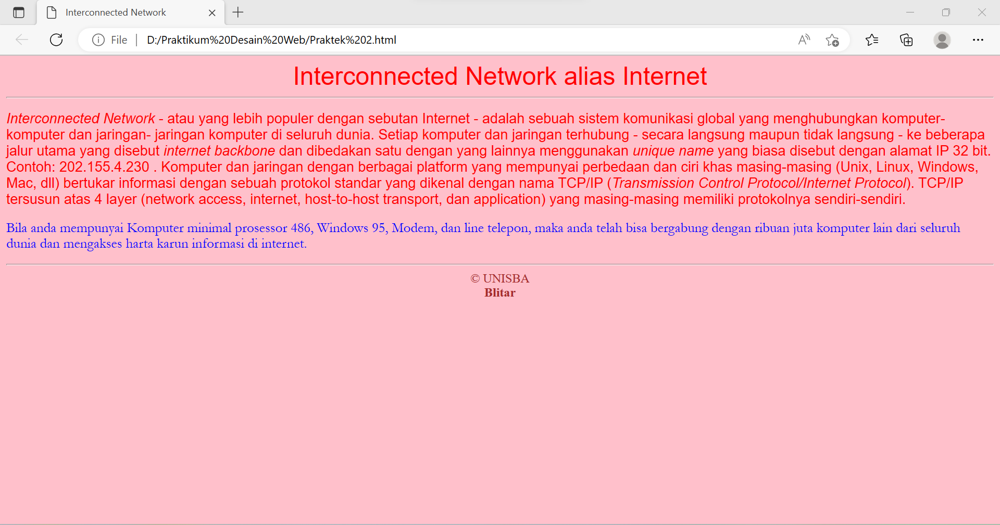 Interconnected Network
File
D:/Praktikum%20Desain%20Web/Praktek%202.html
Interconnected Network alias Internet
Interconnected Network - atau yang lebih populer dengan sebutan Internet - adalah sebuah sistem komunikasi global yang menghubungkan komputer-
komputer dan jaringan- jaringan komputer di seluruh dunia. Setiap komputer dan jaringan terhubung - secara langsung maupun tidak langsung - ke beberapa
jalur utama yang disebut internet backbone dan dibedakan satu dengan yang lainnya menggunakan unique name yang biasa disebut dengan alamat IP 32 bit.
Contoh: 202.155.4.230 . Komputer dan jaringan dengan berbagai platform yang mempunyai perbedaan dan ciri khas masing-masing (Unix, Linux, Windows,
Mac, dll) bertukar informasi dengan sebuah protokol standar yang dikenal dengan nama TCP/IP (Transmission Control Protocol/Internet Protocol). TCP/IP
tersusun atas 4 layer (network access, internet, host-to-host transport, dan application) yang masing-masing memiliki protokolnya sendiri-sendiri.
Bila anda mempunyai Komputer minimal prosessor 486, Windows 95, Modem, dan line telepon, maka anda telah bisa bergabung dengan ribuan juta komputer lain dari seluruh
dunia dan mengakses harta karun informasi di internet.
© UNISBA
Blitar